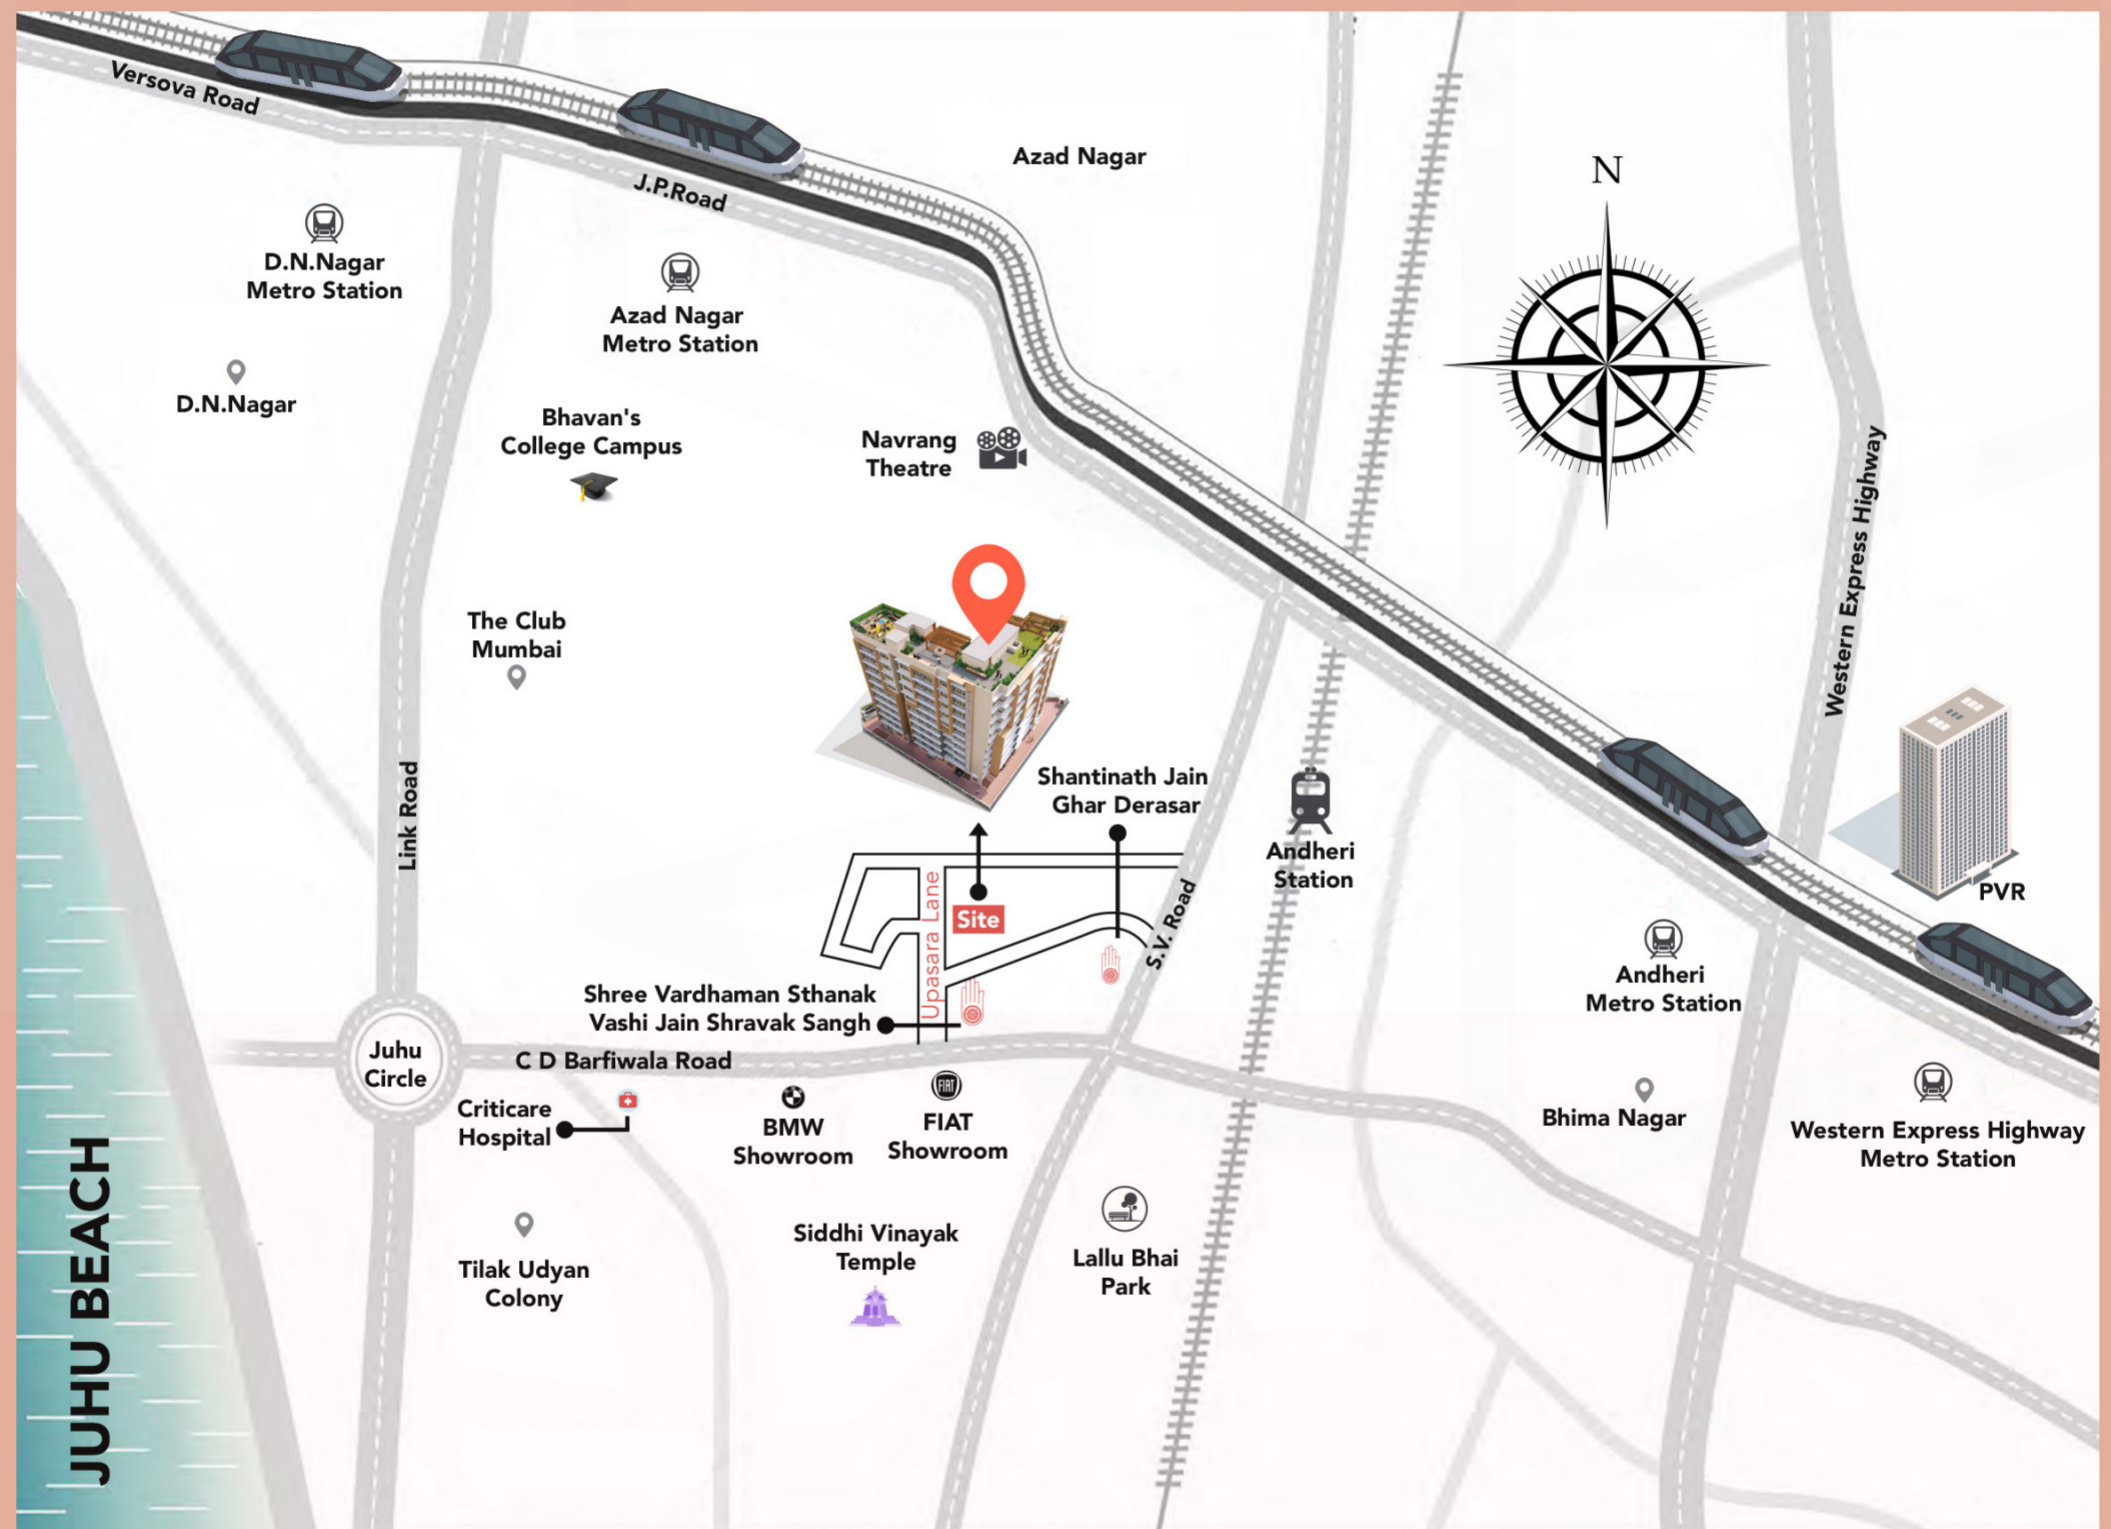 Versova Road
J.P.Road
Azad Nagar
N
D.N.Nagar
Metro Station
Azad Nagar
Metro Station
D.N.Nagar
Bhavan's
College Campus
Navrang
Theatre
Western Express Highway
The Club
Mumbai
Link Road
Shantinath Jain
Ghar Derasar
Andheri
Station
PVR
Upasara Lane
Site
S.V. Road
Andheri
Metro Station
Shree Vardhaman Sthanak
Vashi Jain Shravak Sangh
Juhu
Circle
C D Barfiwala Road
Criticare
Hospital
BMW
Showroom
FIAT
FIAT
Showroom
Bhima Nagar
Western Express Highway
Metro Station
JUHU BEACH
Tilak Udyan
Colony
Siddhi Vinayak
Temple
Lallu Bhai
Park